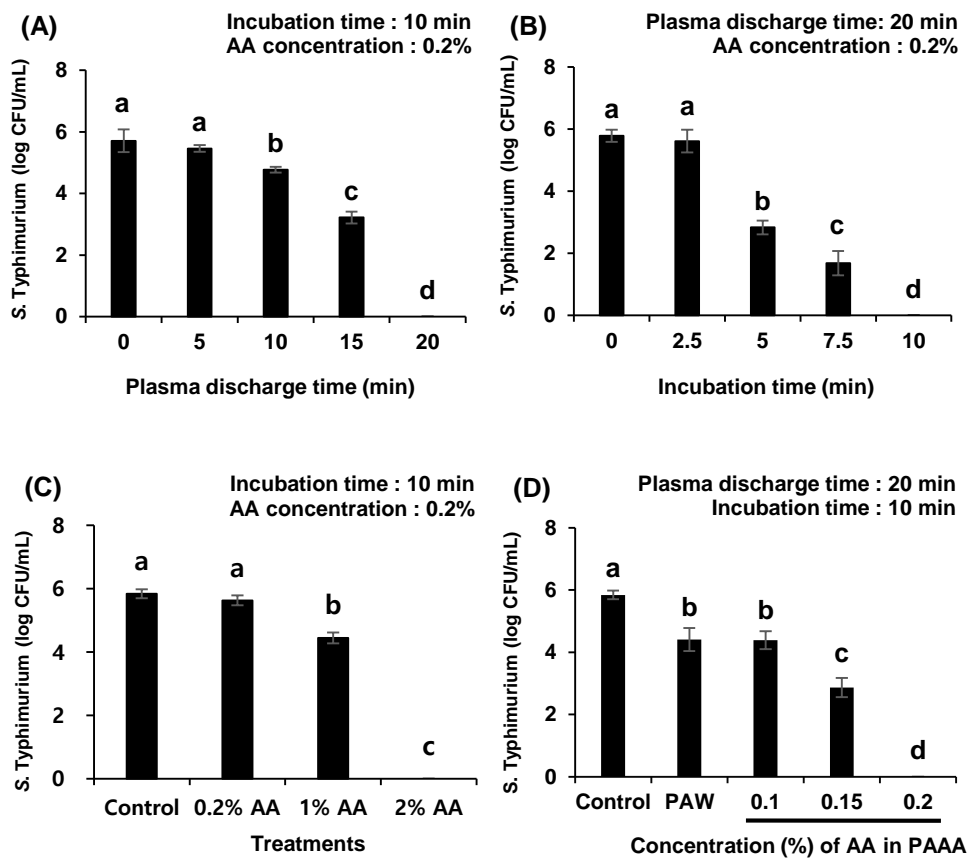 (A)
Incubation time : 10 min
AA concentration : 0.2%
S. Typhimurium (log CFU/mL)
8
6
4
2
0
a
a
b
c
d
0 5 10 15 20
Plasma discharge time (min)
(B)
Plasma discharge time: 20 min
AA concentration : 0.2%
S. Typhimurium (log CFU/mL)
8
6
4
2
0
a
a
b
c
d
0 2.5 5 7.5 10
Incubation time (min)
(C)
Incubation time : 10 min
AA concentration : 0.2%
S. Typhimurium (log CFU/mL)
8
6
4
2
0
a
a
b
c
Control 0.2% AA 1% AA 2% AA
Treatments
(D)
Plasma discharge time : 20 min
Incubation time : 10 min
S. Typhimurium (log CFU/mL)
8
6
4
2
0
a
b
b
c
d
Control PAW 0.1 0.15 0.2
Concentration (%) of AA in PAAA